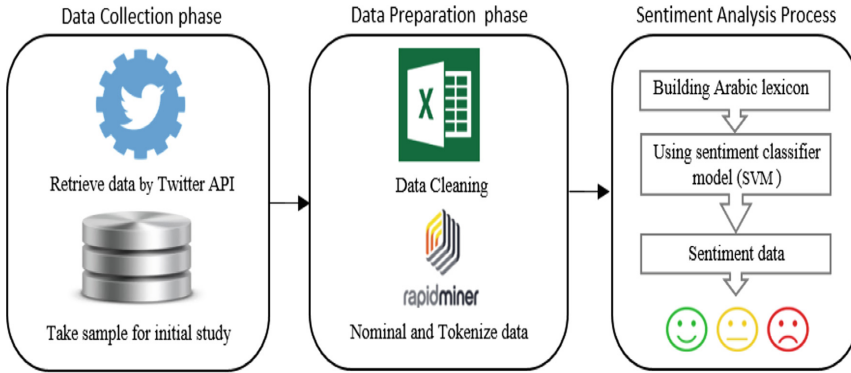 Data Collection phase
Retrieve data by Twitter API
Take sample for initial study
Data Preparation phase
X
Data Cleaning
rapidminer
Nominal and Tokenize data
Sentiment Analysis Process
Building Arabic lexicon
Using sentiment classifier
model (SVM )
Sentiment data